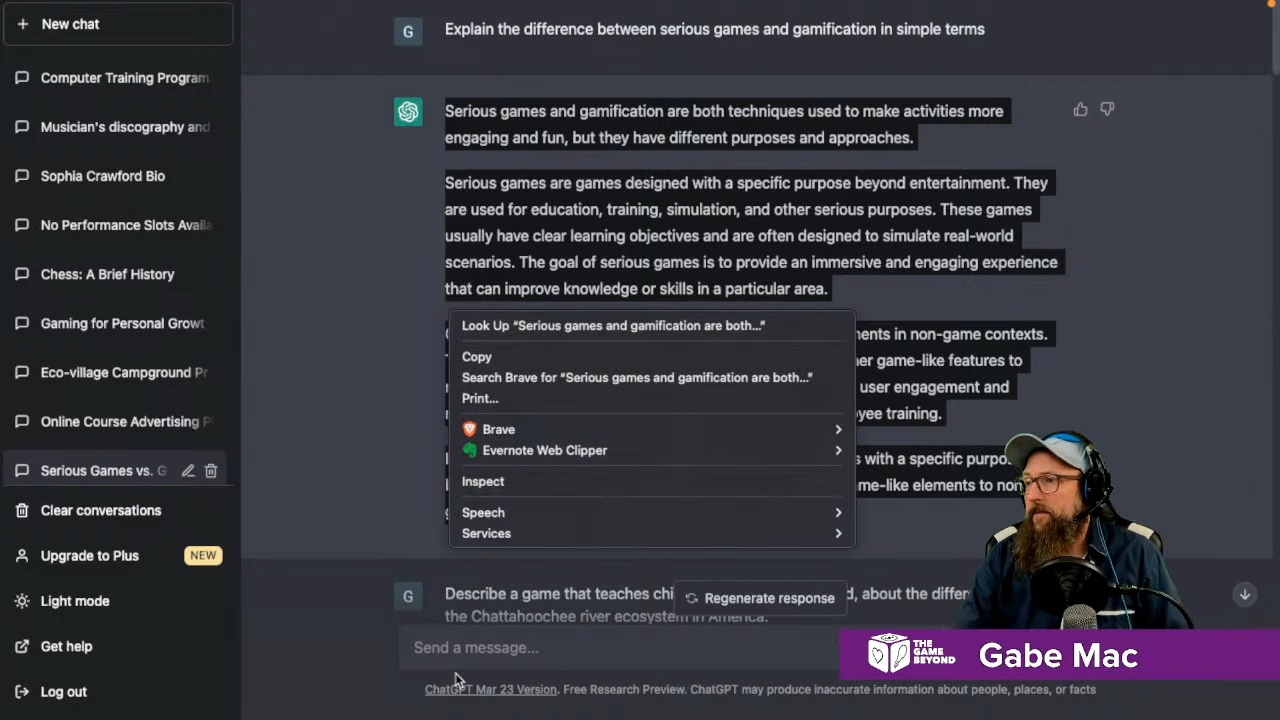 New chat
Computer Training Program
Musician's discography and
Sophia Crawford Bio
No Performance Slots Availa
Chess: A Brief History
Gaming for Personal Growt
Eco-village Campground Pr
Online Course Advertising P
Serious Games vs. G
Clear conversations
Upgrade to Plus NEW
Light mode
Get help
Log out
G Explain the difference between serious games and gamification in simple terms
Serious games and gamification are both techniques used to make activities more
engaging and fun, but they have different purposes and approaches.
Serious games are games designed with a specific purpose beyond entertainment. They
are used for education, training, simulation, and other serious purposes. These games
usually have clear learning objectives and are often designed to simulate real-world
scenarios. The goal of serious games is to provide an immersive and engaging experience
that can improve knowledge or skills in a particular area.
ents in non-game contexts.
er game-like features to
user engagement and
yee training.
s with a specific purpo
me-like elements to non
Look Up “Serious games and gamification are both...”
Copy
Search Brave for “Serious games and gamification are both...”
Print...
Brave
Evernote Web Clipper
Inspect
Speech
Services
G Describe a game that teaches chi d, about the differe
the Chattahoochee river ecosystem in America.
Regenerate response
Send a message...
ChatGPT Mar 23 Version. Free Research Preview. ChatGPT may produce inaccurate information about people, places, or facts
THE GAME BEYOND
Gabe Mac